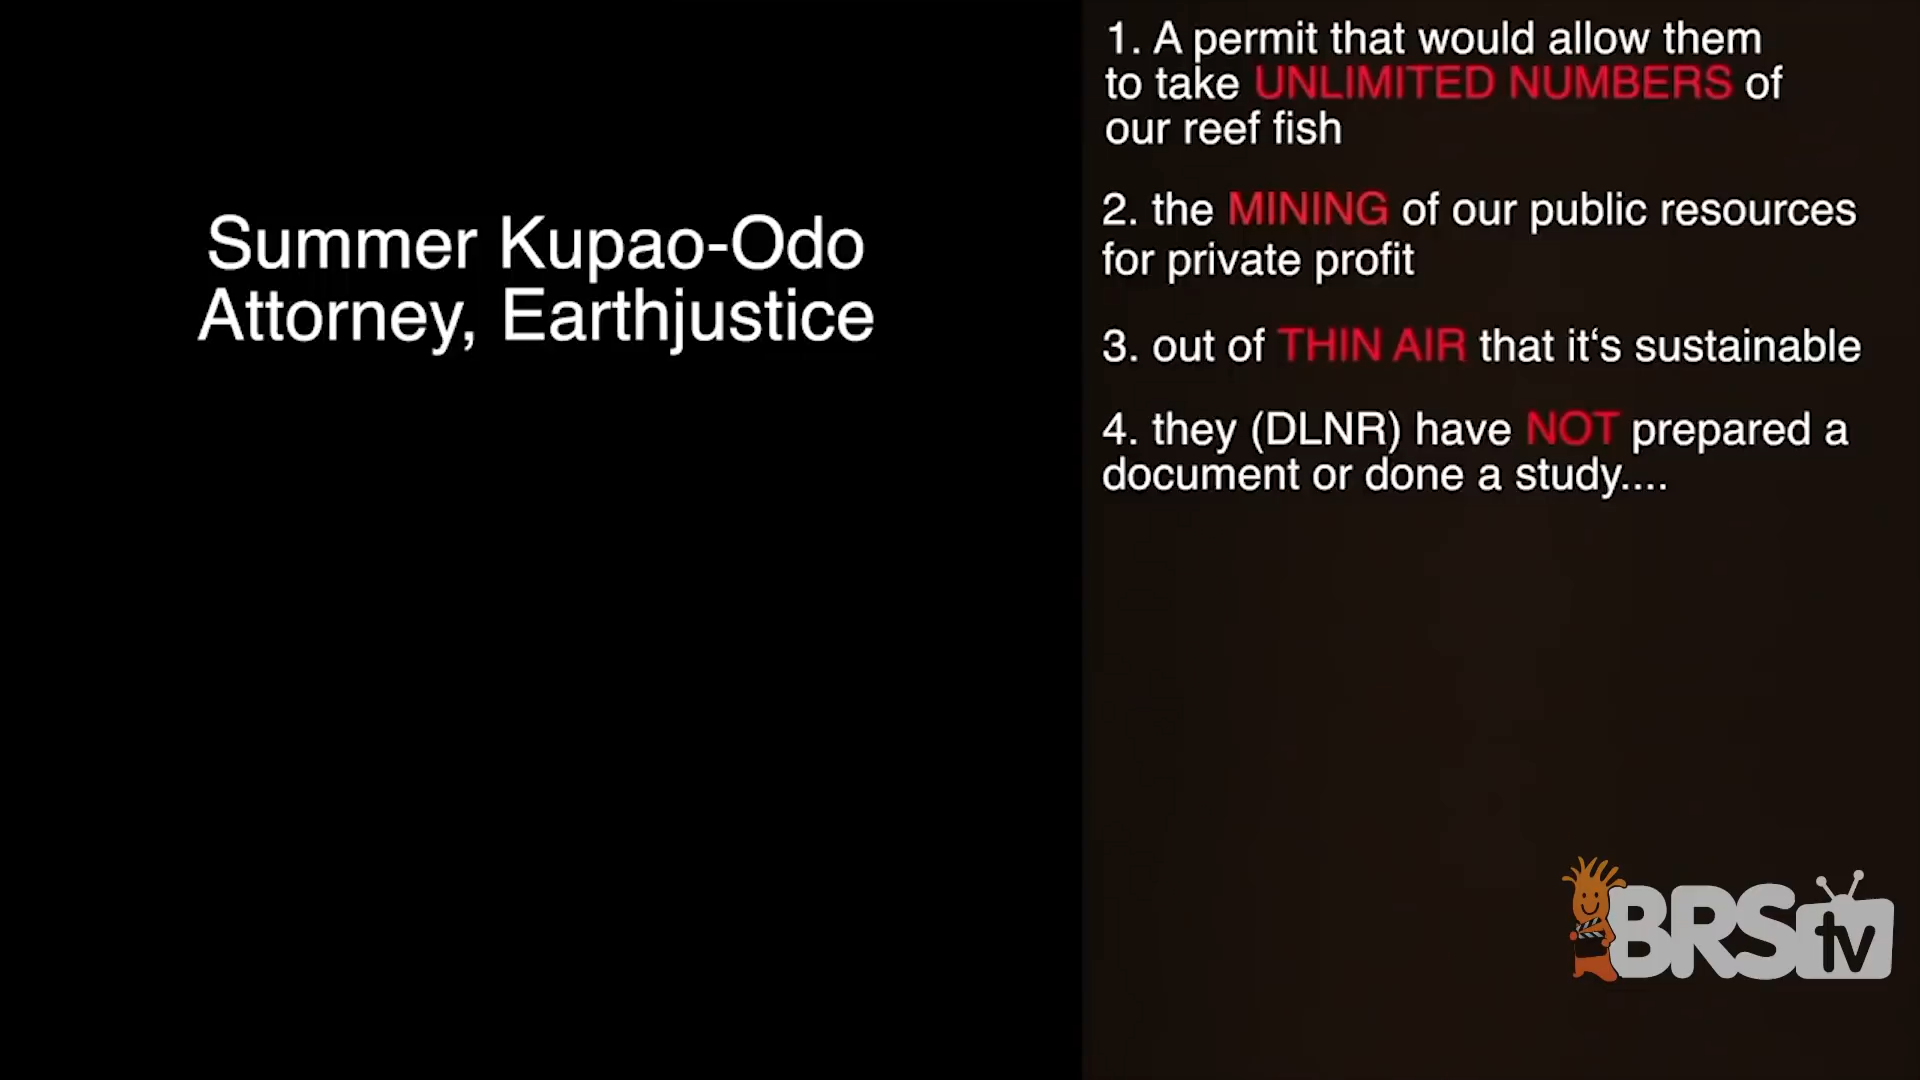 Summer Kupao-Odo
Attorney, Earthjustice
1. A permit that would allow them
to take UNLIMITED NUMBERS of
our reef fish
2. the MINING of our public resources
for private profit
3. out of THIN AIR that it‘s sustainable
4. they (DLNR) have NOT prepared a
document or done a study....
BRStv